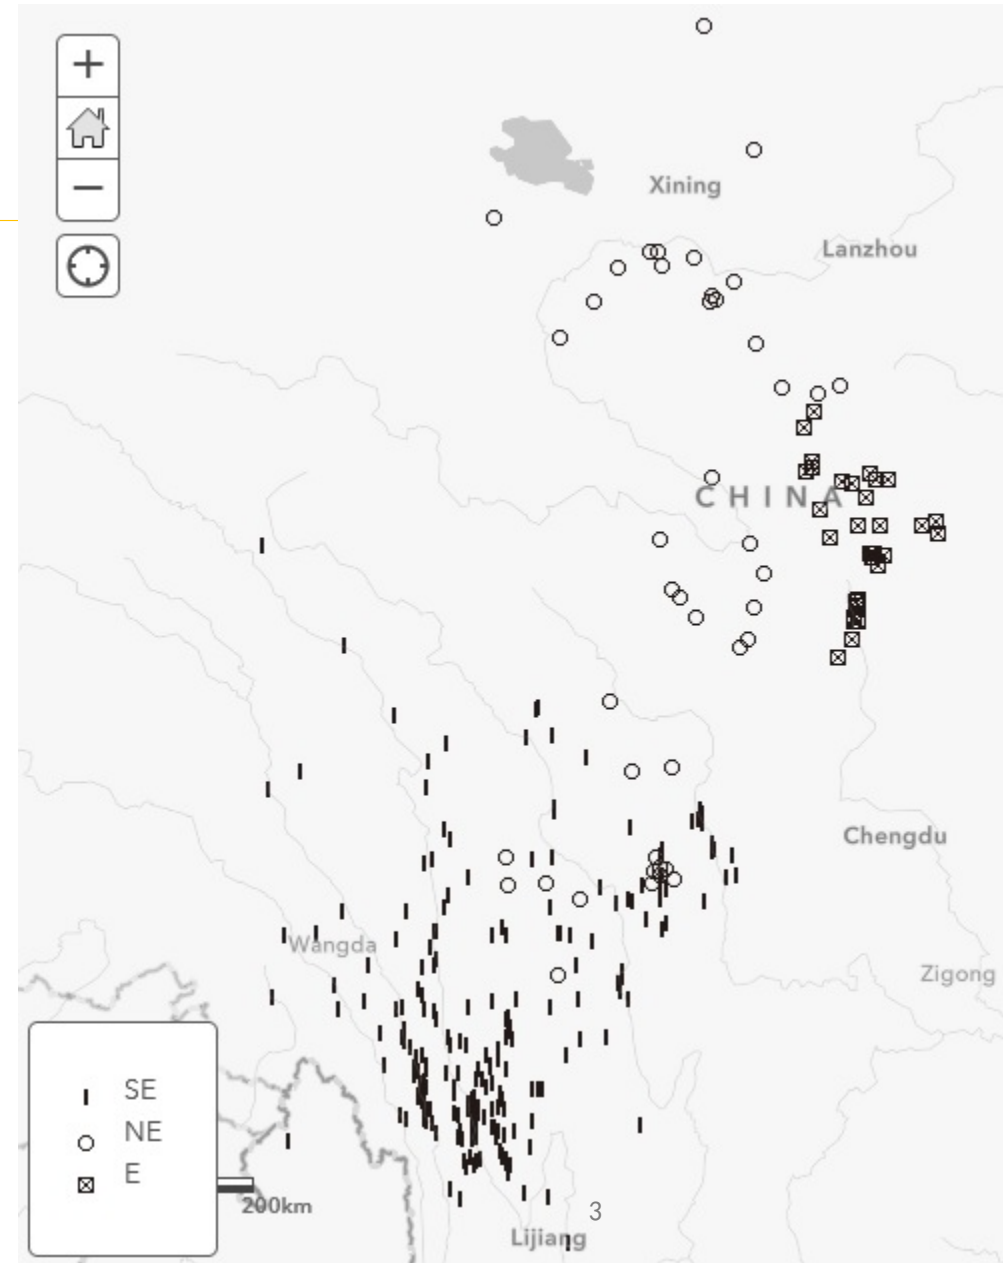 +
Xining
−
Lanzhou
CHINA
Chengdu
Wangda
Zigong
SE
NE
E
200km
3
Lijiang